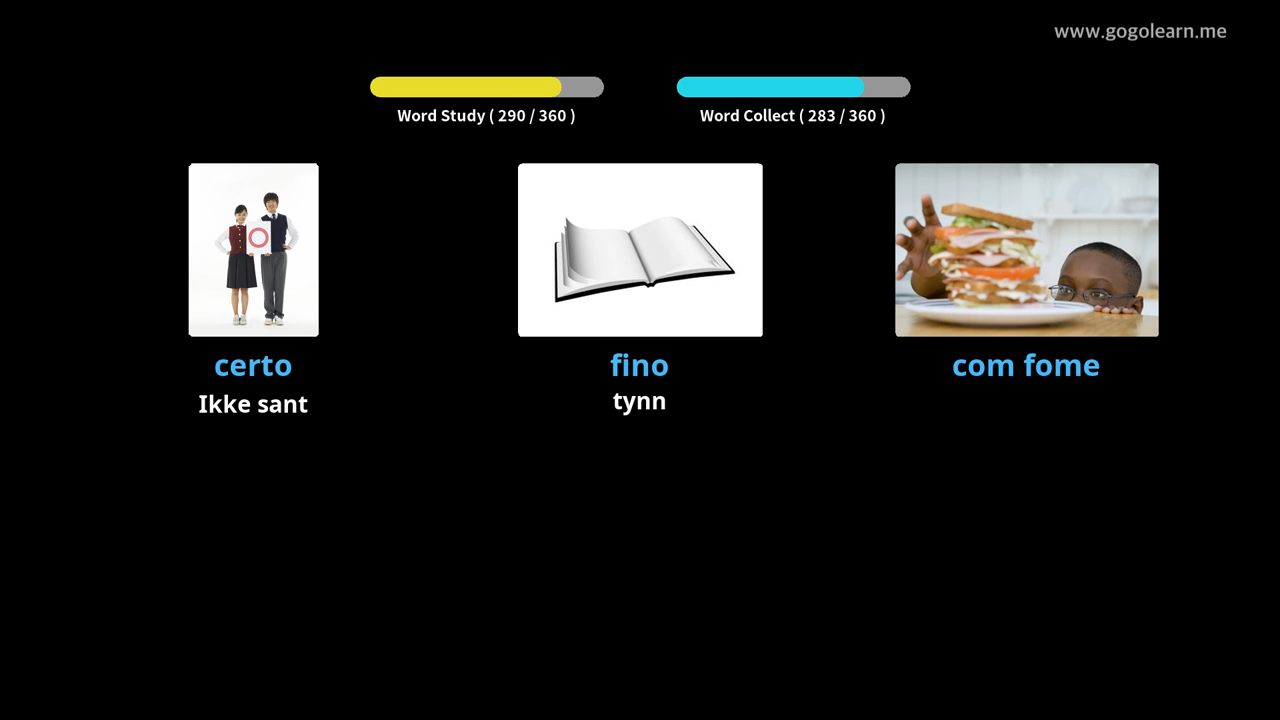 www.gogolearn.me
Word Study ( 290 / 360 )
Word Collect ( 283 / 360 )
certo
fino
com fome
Ikke sant
tynn